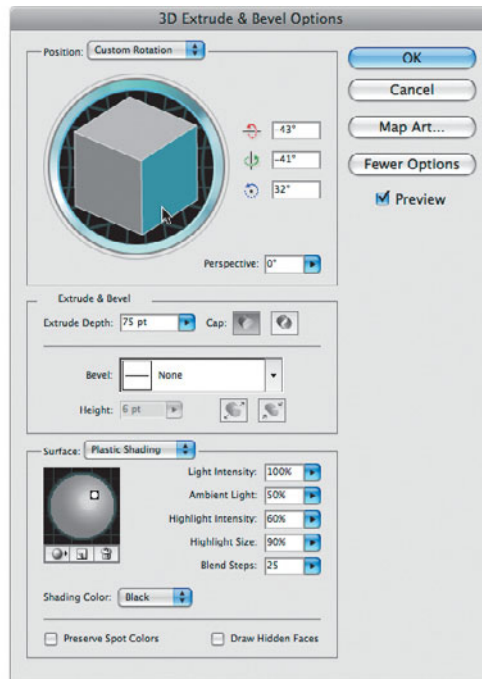 3D Extrude & Bevel Options
Position: Custom Rotation
-43°
-41°
32°
Perspective: 0°
OK
Cancel
Map Art...
Fewer Options
Preview
Extrude & Bevel
Extrude Depth: 75 pt Cap:
Bevel: None
Height: 6 pt
Surface: Plastic Shading
Light Intensity: 100%
Ambient Light: 50%
Highlight Intensity: 60%
Highlight Size: 90%
Blend Steps: 25
Shading Color: Black
Preserve Spot Colors Draw Hidden Faces